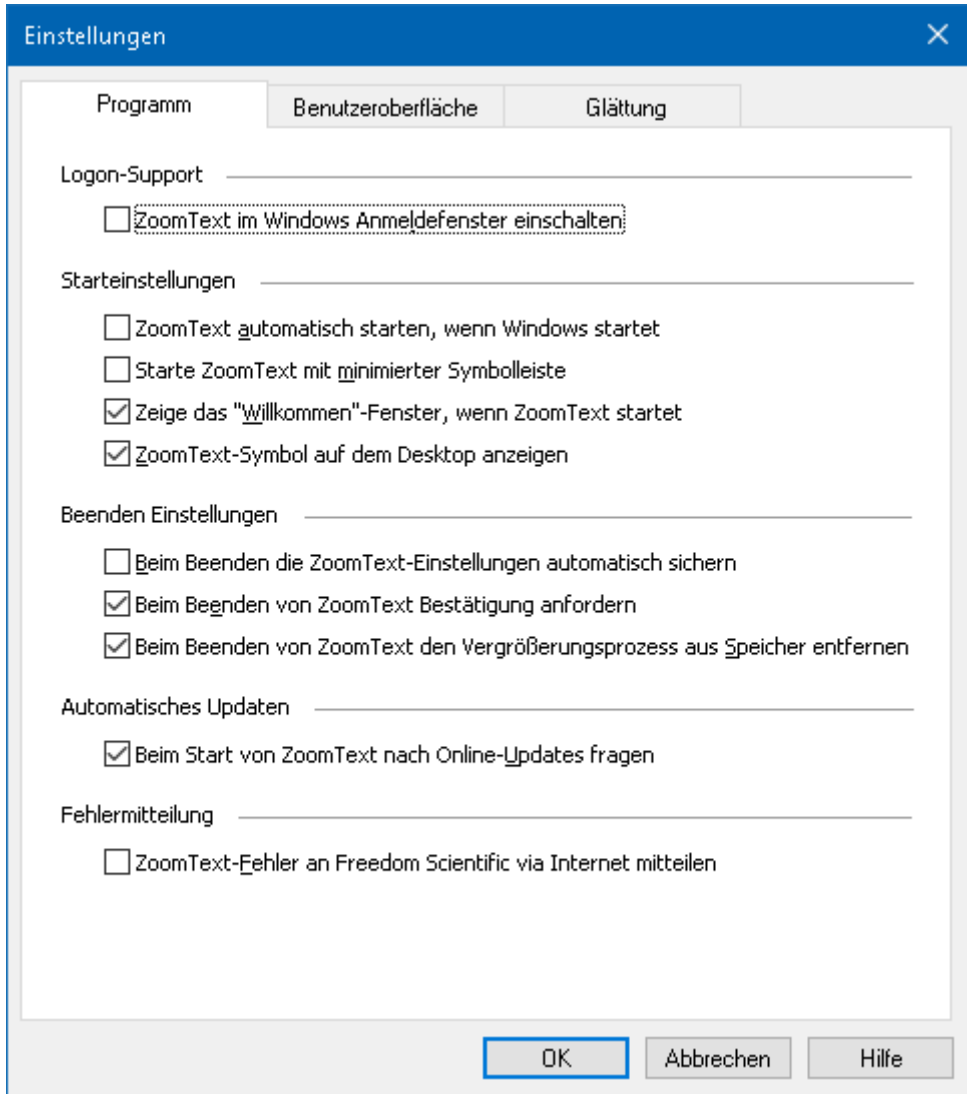 Einstellungen
Programm
Benutzeroberfläche
Glättung
Logon-Support
ZoomText im Windows Anmeldefenster einschalten
Starteinstellungen
ZoomText automatisch starten, wenn Windows startet
Starte ZoomText mit minimierter Symbolleiste
Zeige das "Willkommen"-Fenster, wenn ZoomText startet
ZoomText-Symbol auf dem Desktop anzeigen
Beenden Einstellungen
Beim Beenden die ZoomText-Einstellungen automatisch sichern
Beim Beenden von ZoomText Bestätigung anfordern
Beim Beenden von ZoomText den Vergrößerungsprozess aus Speicher entfernen
Automatisches Updaten
Beim Start von ZoomText nach Online-Updates fragen
Fehlermitteilung
ZoomText-Fehler an Freedom Scientific via Internet mitteilen
OK
Abbrechen
Hilfe